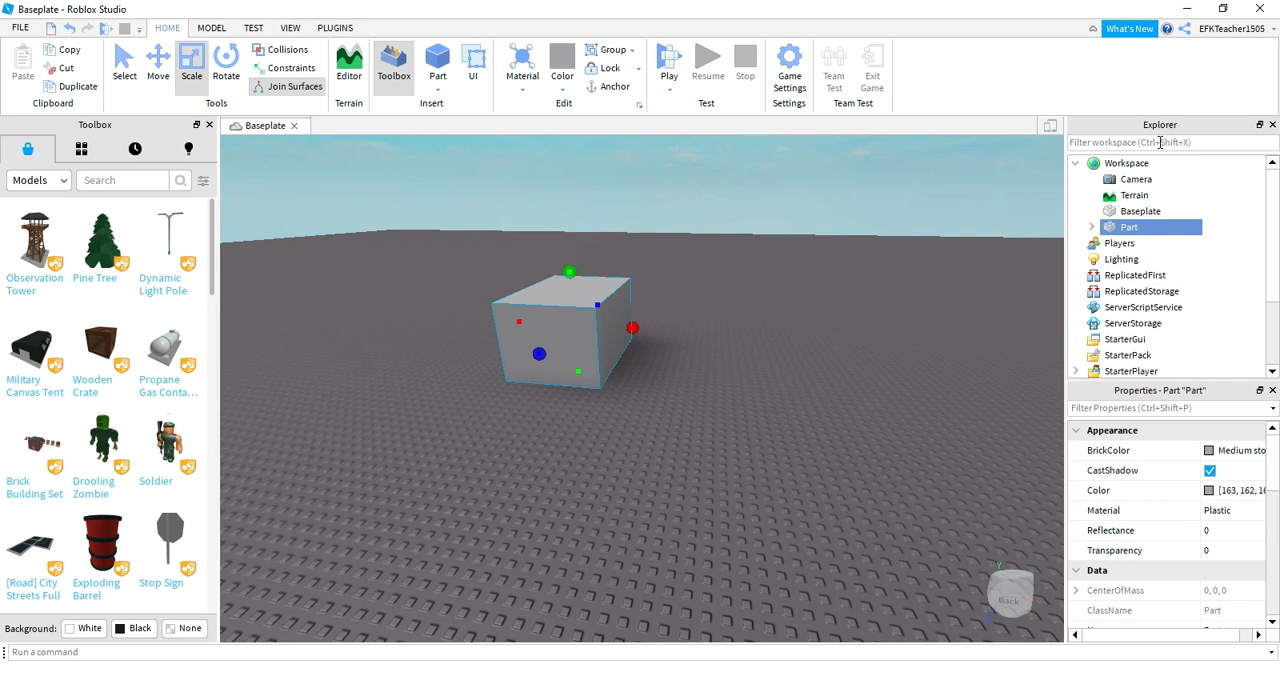 Baseplate - Roblox Studio
FILE HOME MODEL TEST VIEW PLUGINS What's New EFKTeacher1505
Paste Copy Cut Duplicate
Clipboard
Select Move Scale Rotate Collisions Constraints Join Surfaces
Tools
Editor
Terrain
Toolbox Part UI
Insert
Material Color Group Lock Anchor
Edit
Play Resume Stop
Test
Game Settings
Settings
Team Test Exit Game
Team Test
Toolbox
Models Search
Observation Tower
Pine Tree
Dynamic Light Pole
Military Canvas Tent
Wooden Crate
Propane Gas Conta...
Brick Building Set
Drooling Zombie
Soldier
[Road] City Streets Full
Exploding Barrel
Stop Sign
Background: White Black None
Baseplate
Y
Back
Explorer
Filter workspace (Ctrl+Shift+X)
Workspace
Camera
Terrain
Baseplate
Part
Players
Lighting
ReplicatedFirst
ReplicatedStorage
ServerScriptService
ServerStorage
StarterGui
StarterPack
StarterPlayer
Properties - Part "Part"
Filter Properties (Ctrl+Shift+P)
Appearance
BrickColor Medium sto
CastShadow
Color [163, 162, 16
Material Plastic
Reflectance 0
Transparency 0
Data
CenterOfMass 0, 0, 0
ClassName Part
Run a command